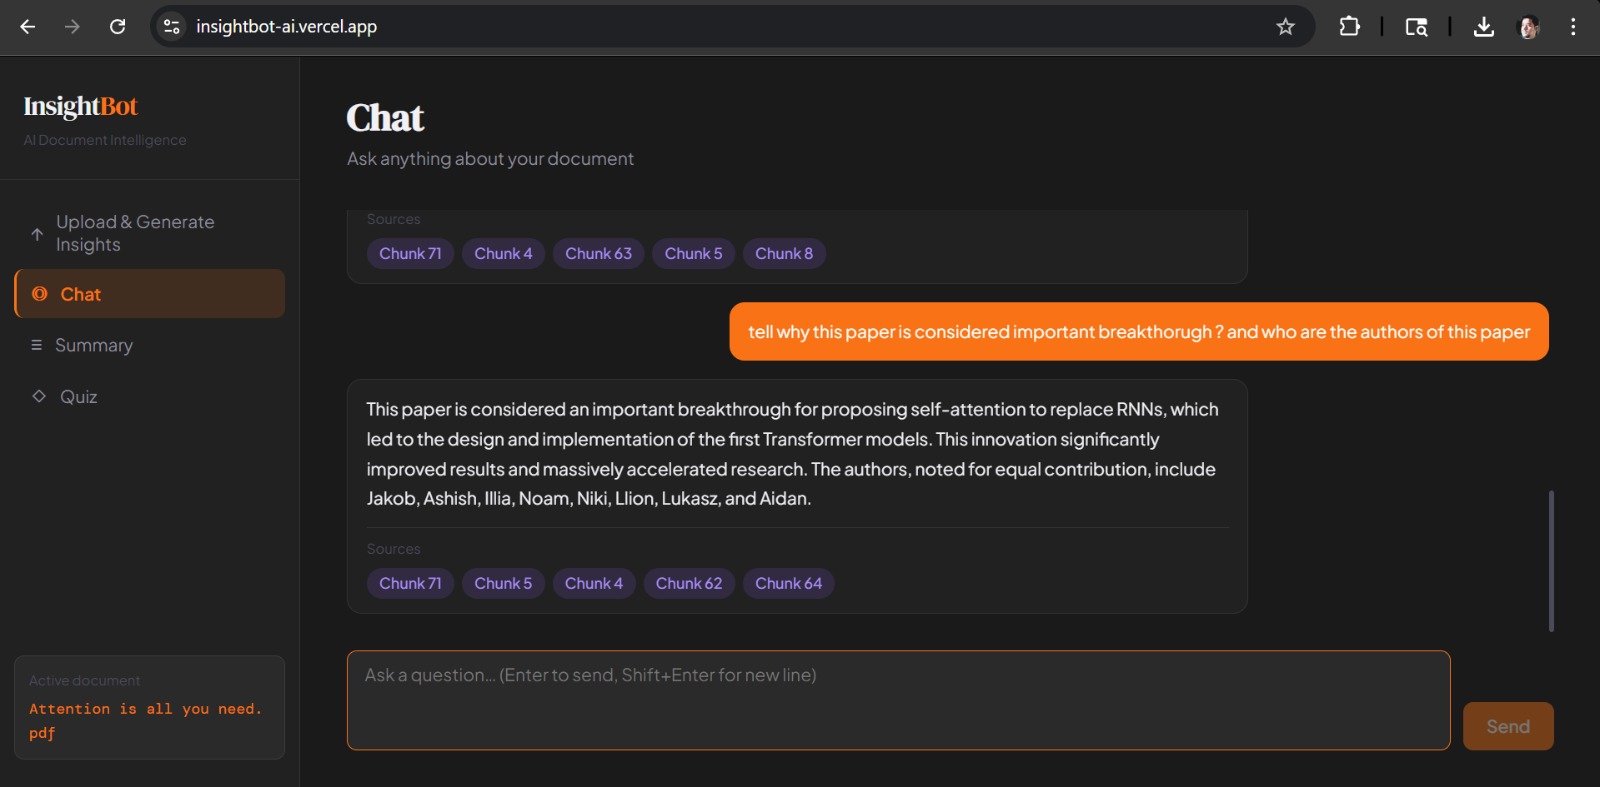 insightbot-ai.vercel.app
InsightBot
AI Document Intelligence
Upload & Generate
Insights
Chat
Summary
Quiz
Active document
Attention is all you need.
pdf
Chat
Ask anything about your document
Sources
Chunk 71 Chunk 4 Chunk 63 Chunk 5 Chunk 8
tell why this paper is considered important breakthorugh ? and who are the authors of this paper
This paper is considered an important breakthrough for proposing self-attention to replace RNNs, which
led to the design and implementation of the first Transformer models. This innovation significantly
improved results and massively accelerated research. The authors, noted for equal contribution, include
Jakob, Ashish, Illia, Noam, Niki, Llion, Lukasz, and Aidan.
Sources
Chunk 71 Chunk 5 Chunk 4 Chunk 62 Chunk 64
Ask a question... (Enter to send, Shift+Enter for new line)
Send